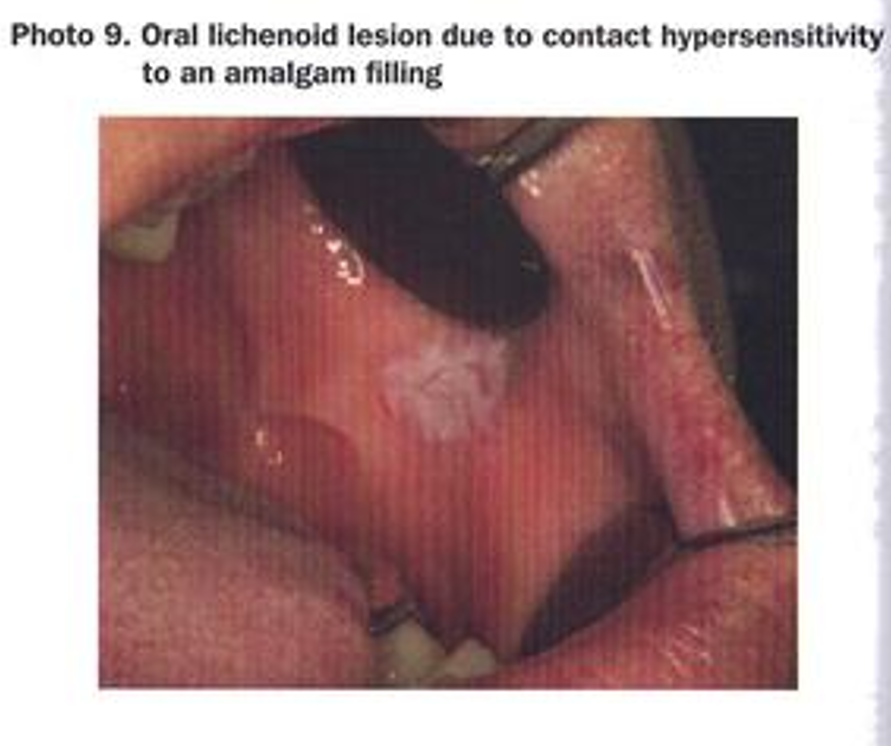 Photo 9. Oral lichenoid lesion due to contact hypersensitivity
to an amalgam filling